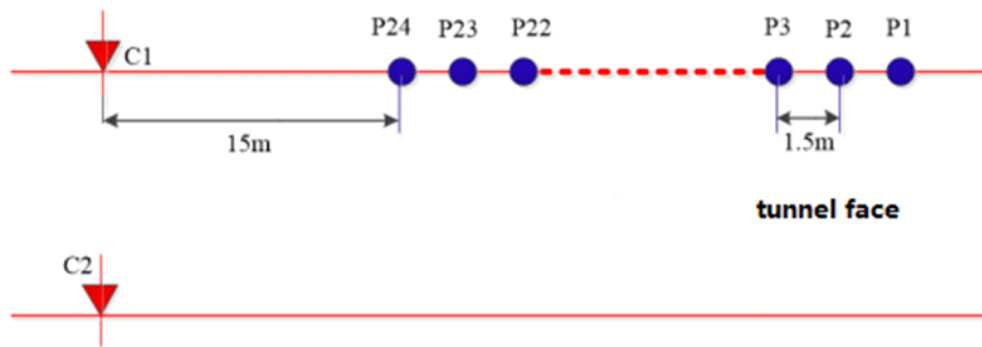 P24 P23 P22 P3 P2 P1
C1
15m 1.5m
tunnel face
C2